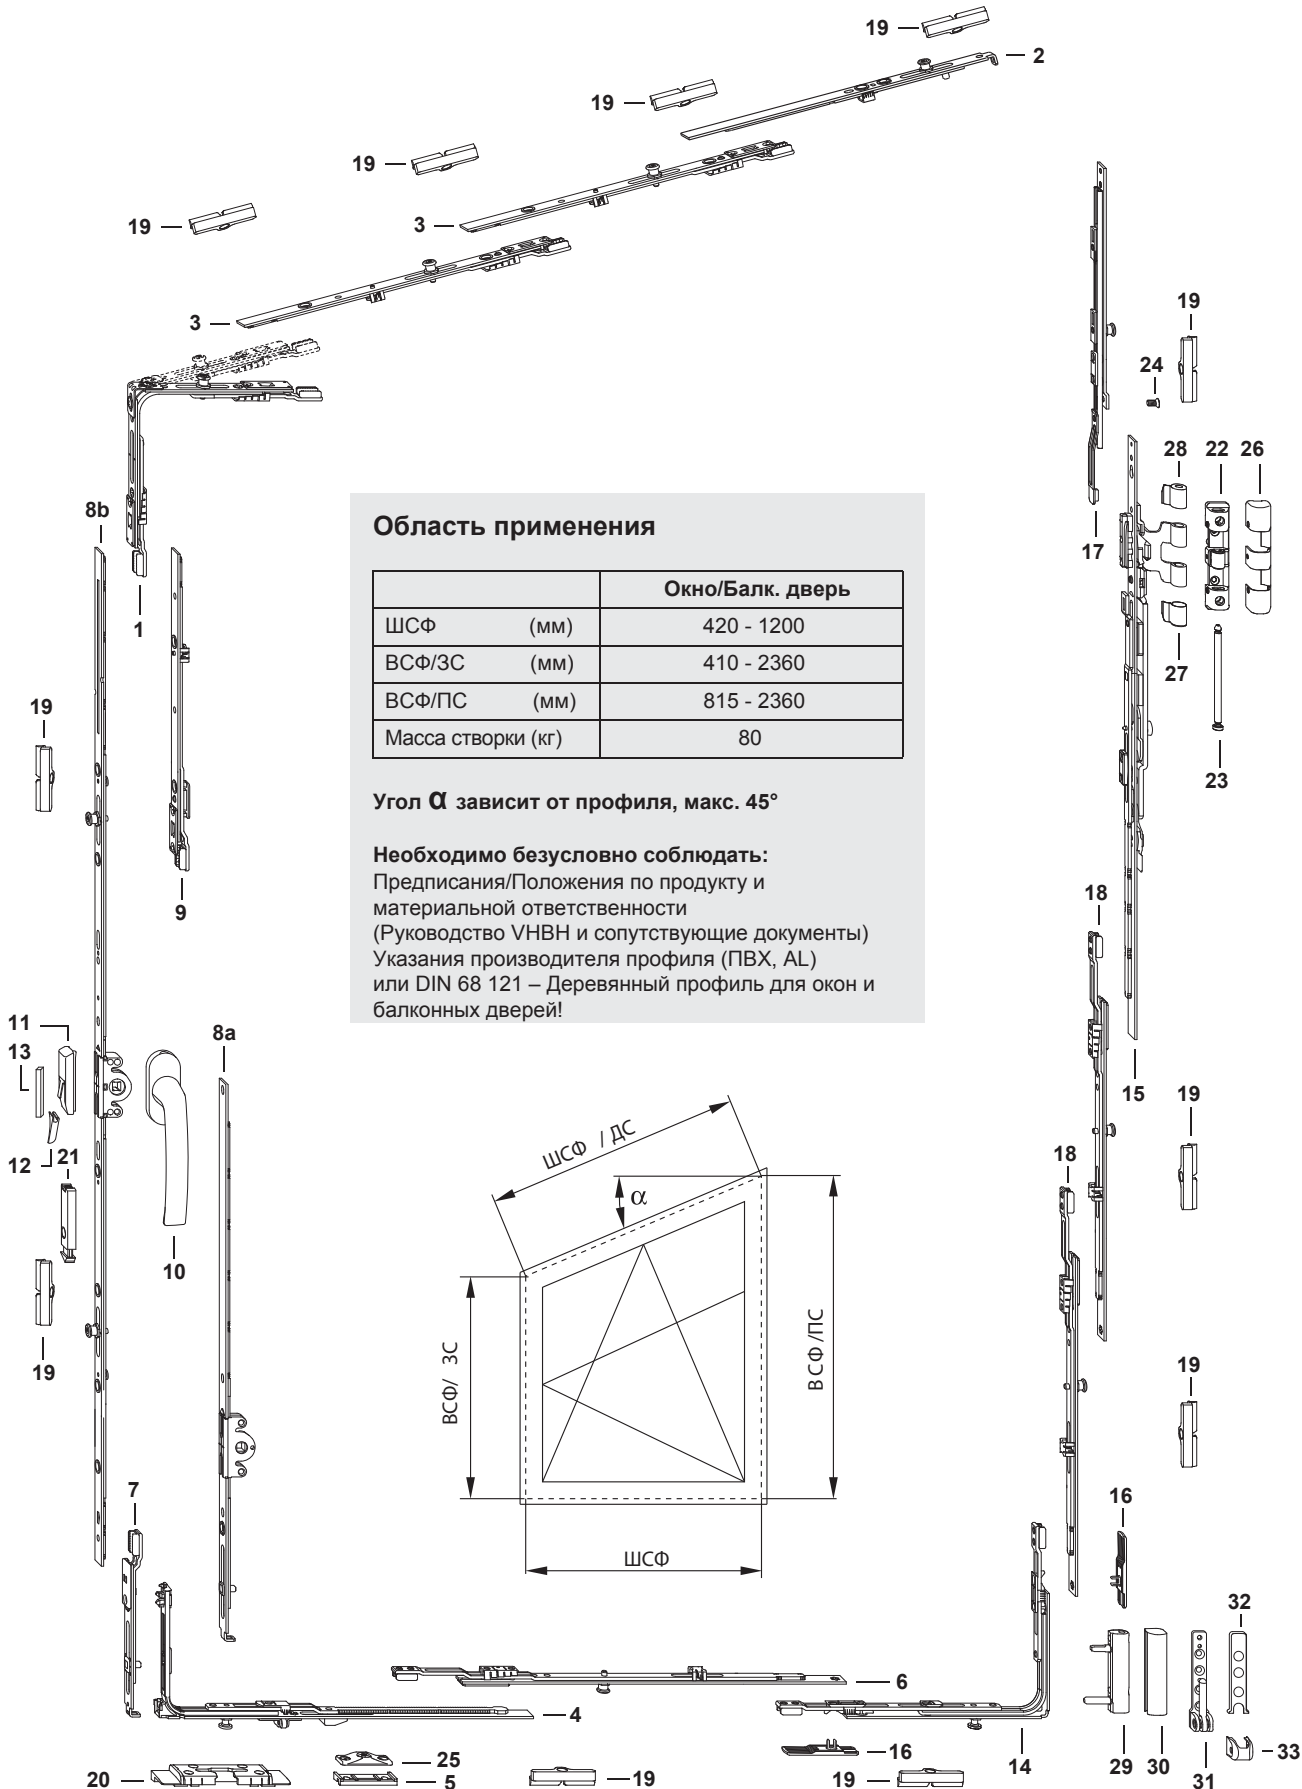 19
2
19
19
19
3
3
19
24
28 22 26
8b
17
1
27
23
Область применения
Окно/Балк. дверь
ШСФ (мм) 420 - 1200
ВСФ/ЗС (мм) 410 - 2360
ВСФ/ПС (мм) 815 - 2360
Масса створки (кг) 80
Угол α зависит от профиля, макс. 45°
Необходимо безусловно соблюдать:
Предписания/Положения по продукту и
материальной ответственности
(Руководство VHBH и сопутствующие документы)
Указания производителя профиля (ПВХ, AL)
или DIN 68 121 – Деревянный профиль для окон и
балконных дверей!
19
9
18
11
13
8a
15
19
12 21
10
19
18
19
ШСФ / ДС
α
ВСФ/ ЗС
ВСФ/ПС
ШСФ
7
16
32
6
4
14
29
30
31
33
16
25
5
20
19
19